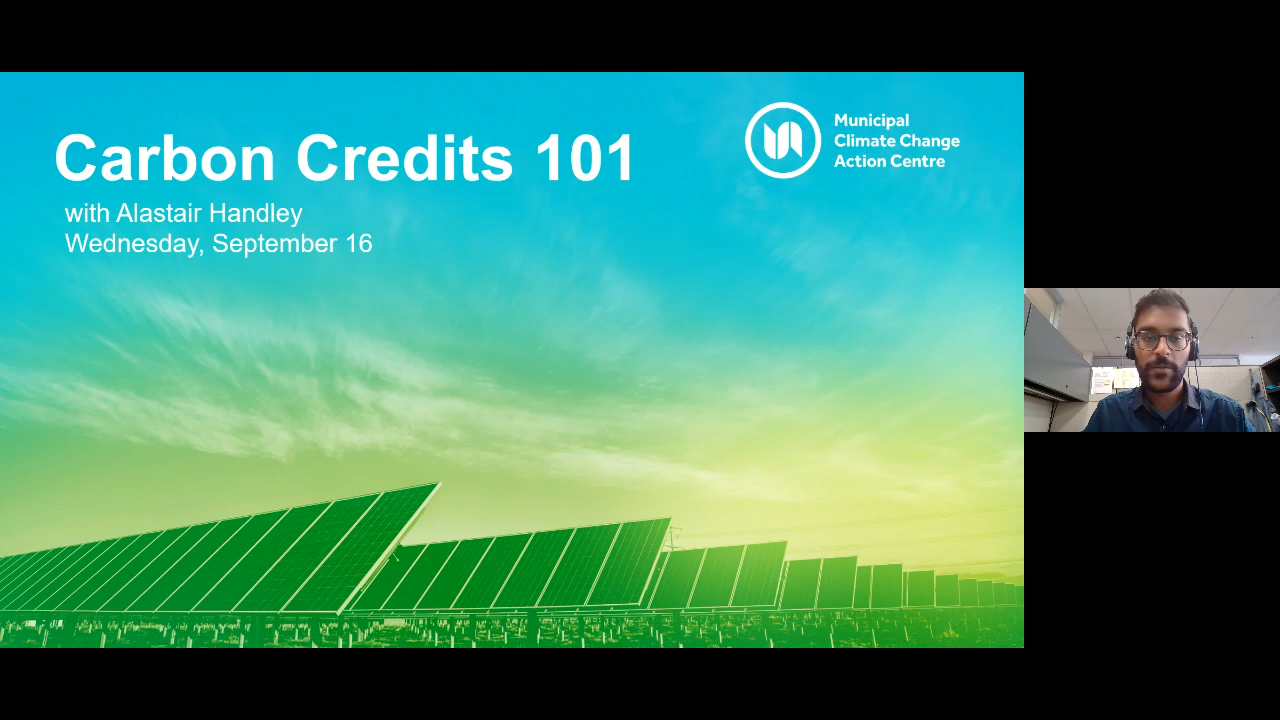 Carbon Credits 101
with Alastair Handley
Wednesday, September 16
Municipal
Climate Change
Action Centre